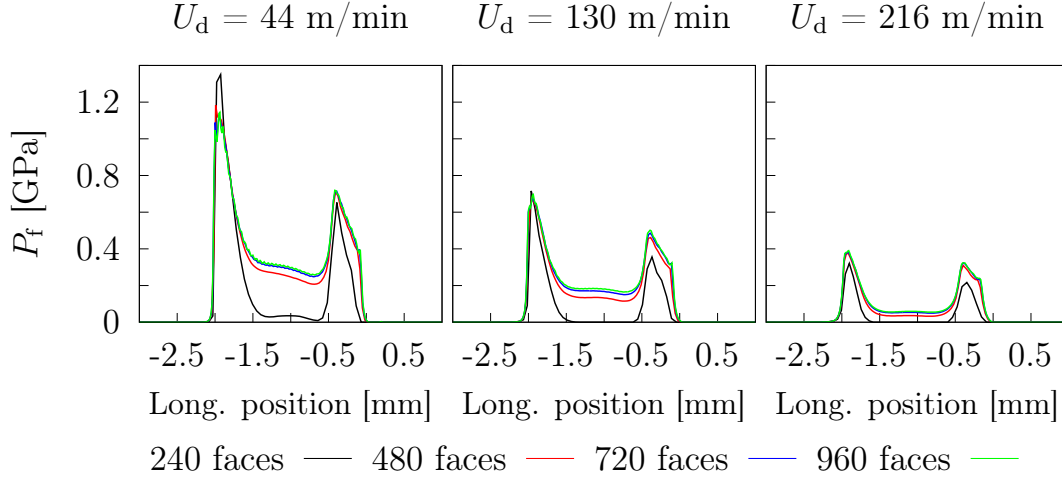 U_d = 44 m/min U_d = 130 m/min U_d = 216 m/min
P_f [GPa]
1.2
0.8
0.4
0
-2.5 -1.5 -0.5 0.5 -2.5 -1.5 -0.5 0.5 -2.5 -1.5 -0.5 0.5
Long. position [mm] Long. position [mm] Long. position [mm]
240 faces 480 faces 720 faces 960 faces